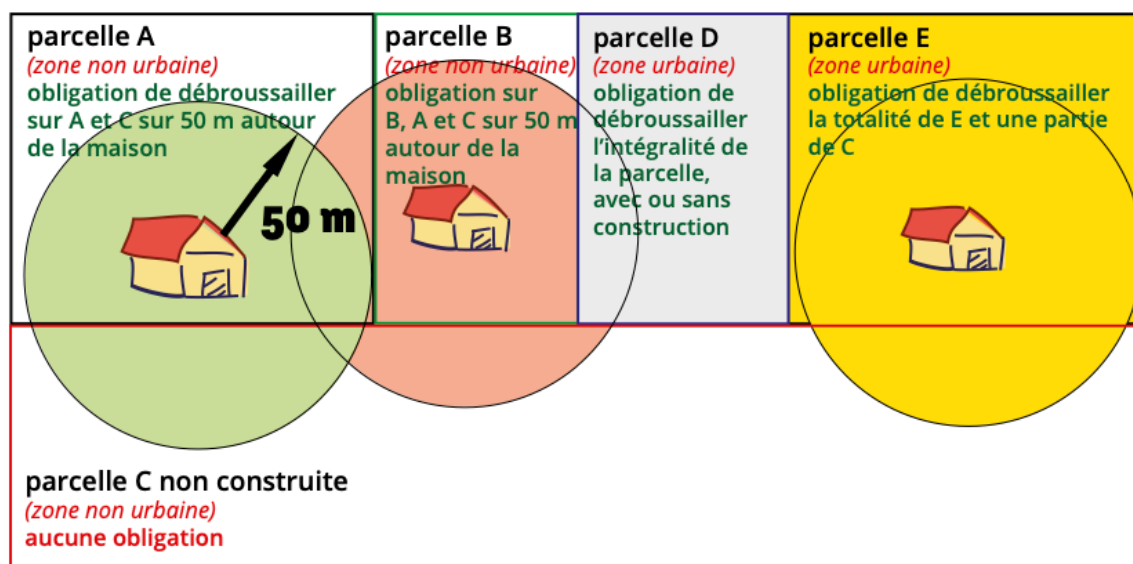 parcelle A
(zone non urbaine)
obligation de débroussailler
sur A et C sur 50 m autour
de la maison
50 m
parcelle B
(zone non urbaine)
obligation sur
B, A et C sur 50 m
autour de la
maison
parcelle D
(zone urbaine)
obligation de
débroussailler
l'intégralité de
la parcelle,
avec ou sans
construction
parcelle E
(zone urbaine)
obligation de débroussailler
la totalité de E et une partie
de C
parcelle C non construite
(zone non urbaine)
aucune obligation